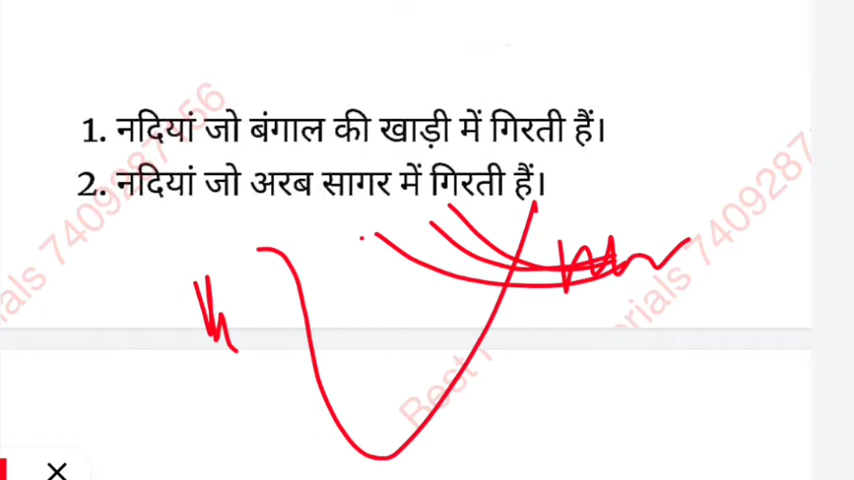 1. नदियां जो बंगाल की खाड़ी में गिरती हैं।
2. नदियां जो अरब सागर में गिरती हैं।